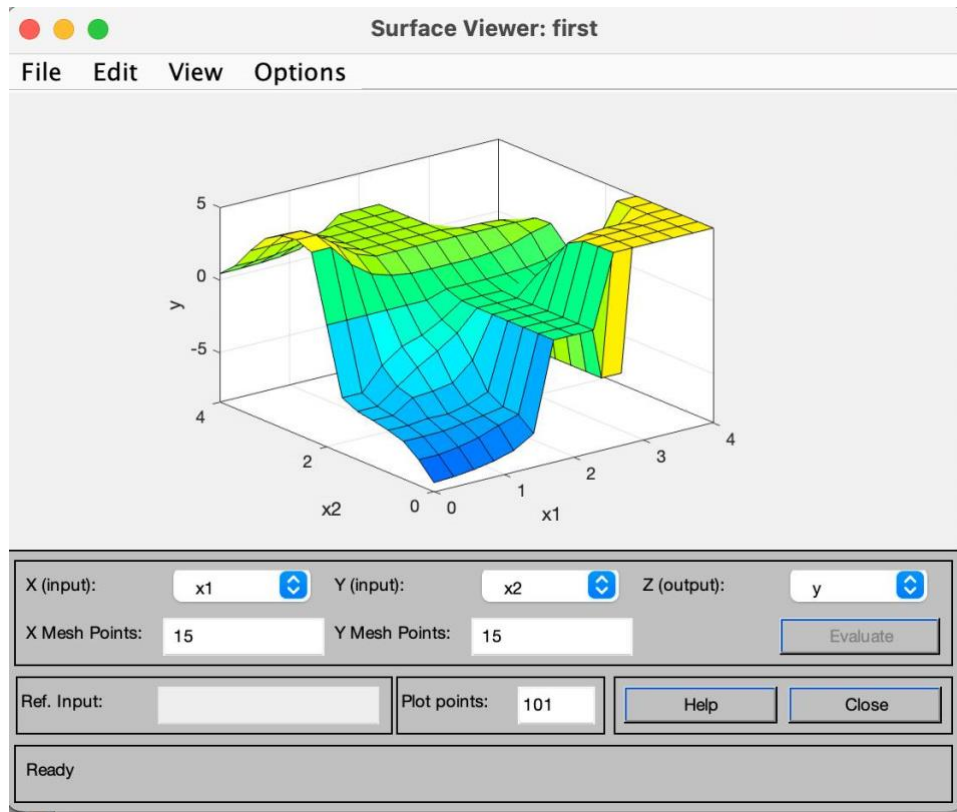 Surface Viewer: first
File Edit View Options
5
0
-5
y
4
2
0
x2
0
1
2
3
4
x1
X (input): x1 Y (input): x2 Z (output): y
X Mesh Points: 15 Y Mesh Points: 15 Evaluate
Ref. Input: Plot points: 101 Help Close
Ready